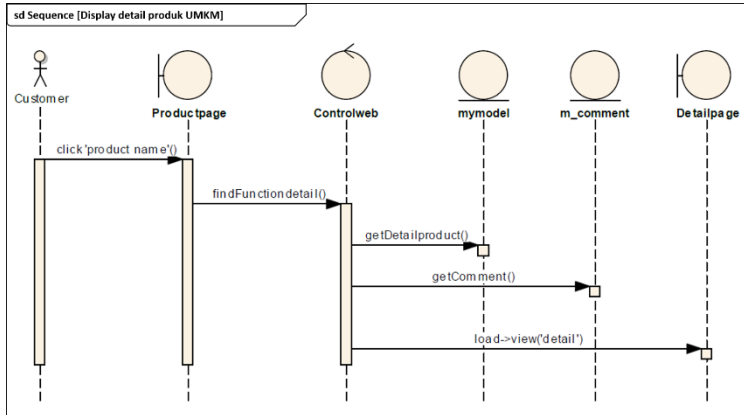 sd Sequence [Display detail produk UMKM]
Customer
Productpage
Controlweb
mymodel
m_comment
Detailpage
click'product name'()
findFunctiondetail()
getDetailproduct()
getComment()
load->view('detail')